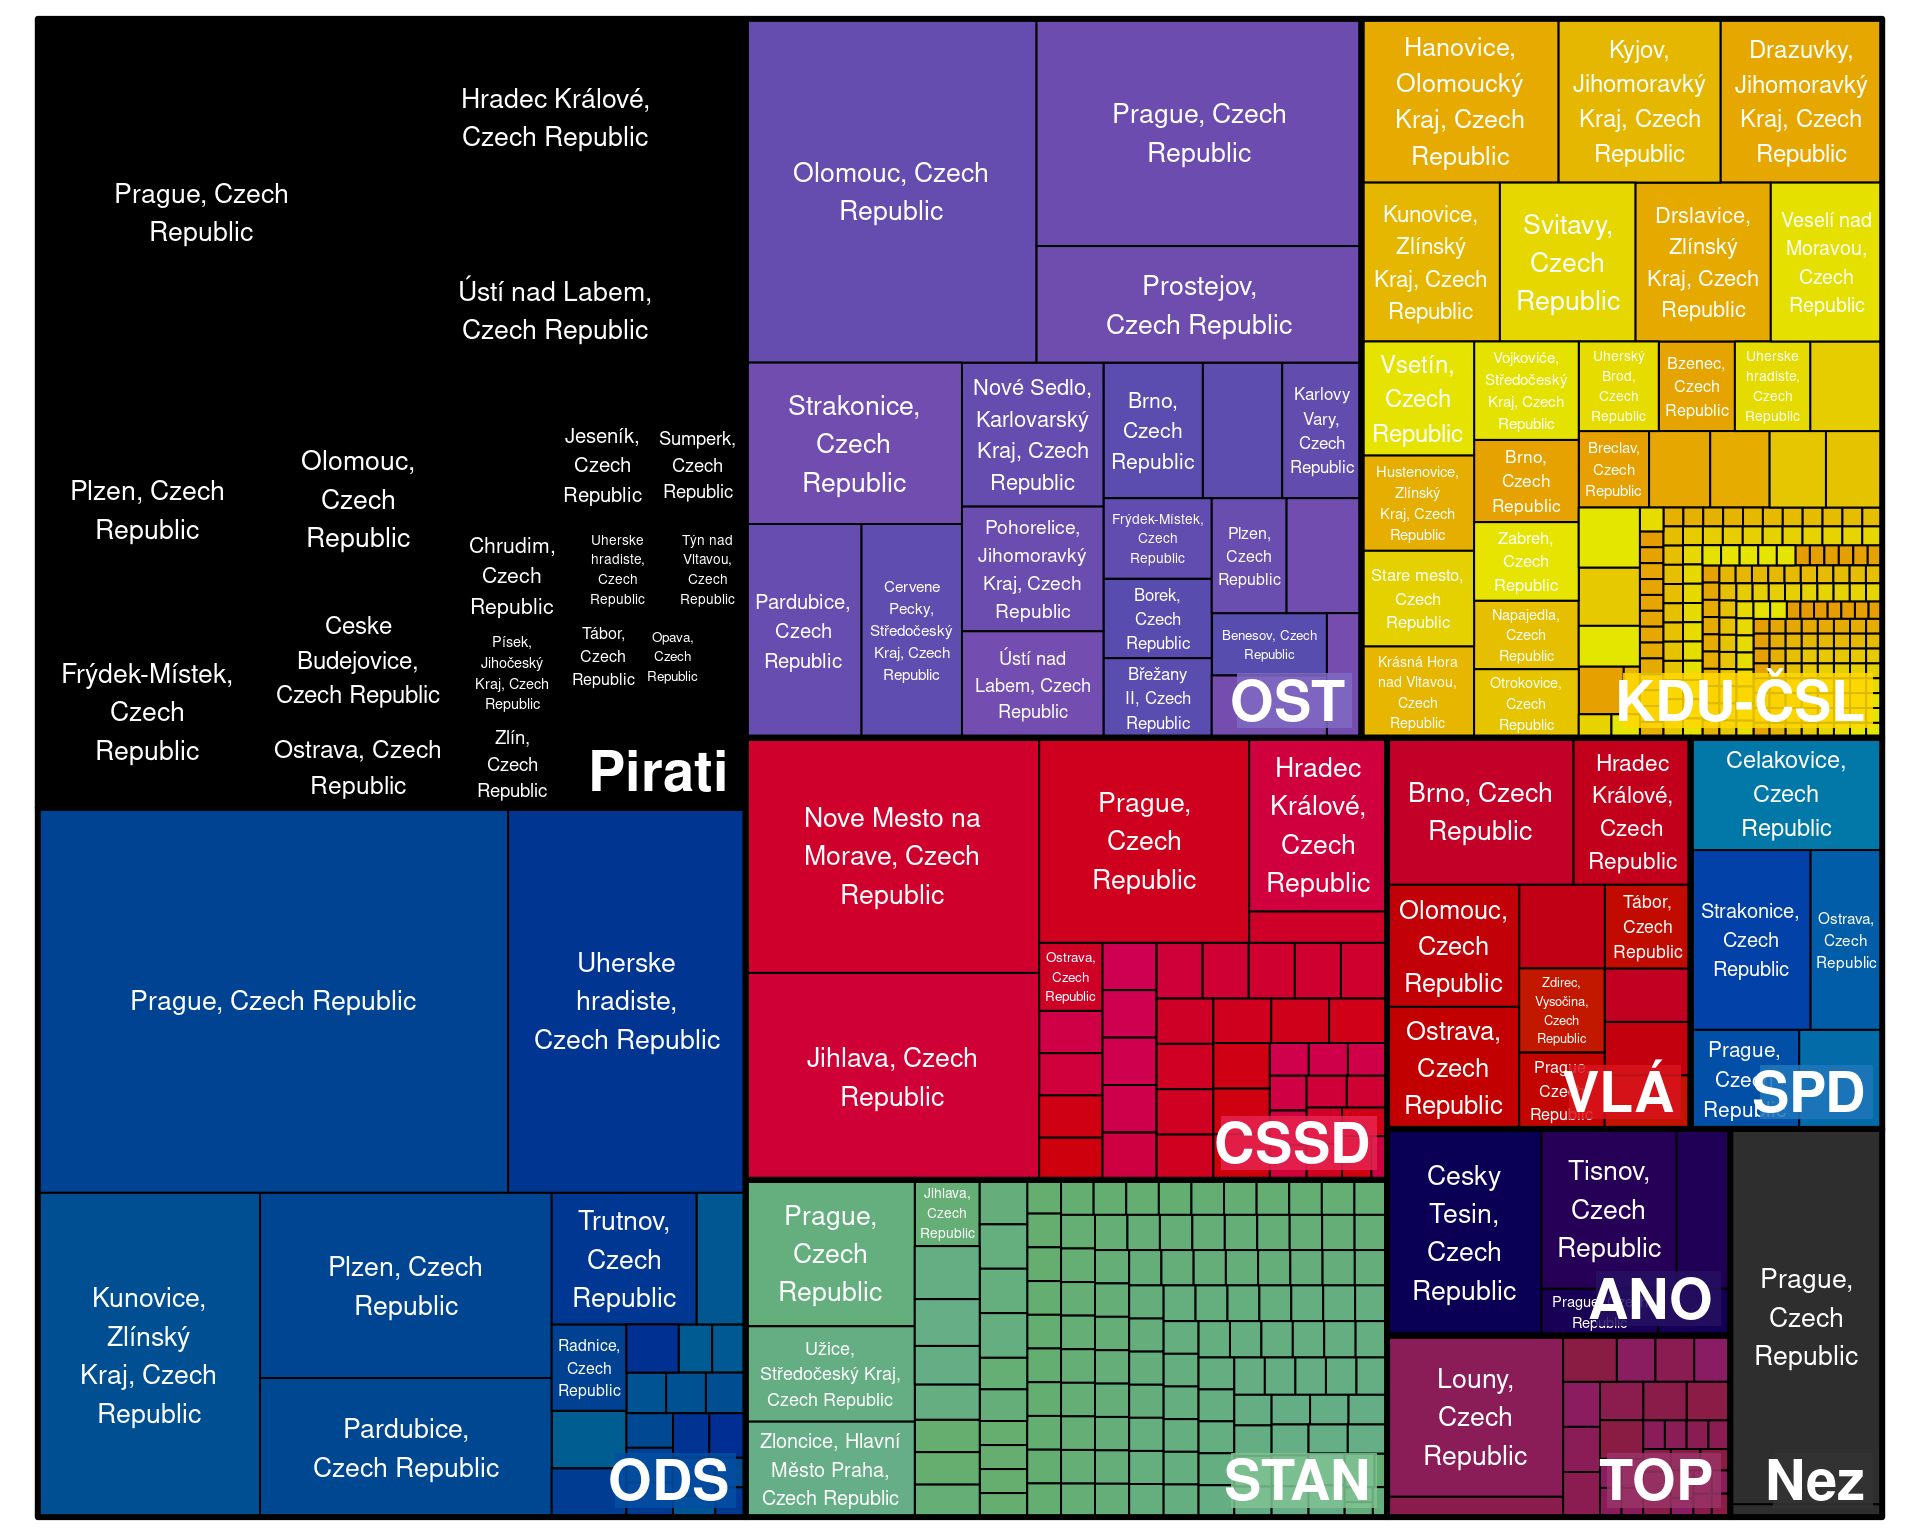 Prague, Czech
Republic
Hradec Králové,
Czech Republic
Ústí nad Labem,
Czech Republic
Plzen, Czech
Republic
Frýdek-Místek,
Czech
Republic
Olomouc,
Czech
Republic
Ceske
Budejovice,
Czech Republic
Ostrava, Czech
Republic
Jeseník,
Czech
Republic
Sumperk,
Czech
Republic
Chrudim,
Czech
Republic
Uherske
hradiste,
Czech
Republic
Týn nad
Vltavou,
Czech
Republic
Písek,
Jihočeský
Kraj, Czech
Republic
Tábor,
Czech
Republic
Opava,
Czech
Republic
Zlín,
Czech
Republic
Pirati
Prague, Czech Republic
Uherske
hradiste,
Czech Republic
Kunovice,
Zlínský
Kraj, Czech
Republic
Plzen, Czech
Republic
Pardubice,
Czech Republic
Trutnov,
Czech
Republic
Radnice,
Czech
Republic
ODS
Olomouc, Czech
Republic
Prague, Czech
Republic
Prostejov,
Czech Republic
Strakonice,
Czech
Republic
Pardubice,
Czech
Republic
Cervene
Pecky,
Středočeský
Kraj, Czech
Republic
Nové Sedlo,
Karlovarský
Kraj, Czech
Republic
Pohorelice,
Jihomoravký
Kraj, Czech
Republic
Ústí nad
Labem, Czech
Republic
Brno,
Czech
Republic
Karlovy
Vary,
Czech
Republic
Frýdek-Místek,
Czech
Republic
Borek,
Czech
Republic
Břežany
II, Czech
Republic
Plzen,
Czech
Republic
Benesov, Czech
Republic
OST
Hanovice,
Olomoucký
Kraj, Czech
Republic
Kyjov,
Jihomoravký
Kraj, Czech
Republic
Drazuvky,
Jihomoravký
Kraj, Czech
Republic
Kunovice,
Zlínský
Kraj, Czech
Republic
Svitavy,
Czech
Republic
Drslavice,
Zlínský
Kraj, Czech
Republic
Veselí nad
Moravou,
Czech
Republic
Vsetín,
Czech
Republic
Hustenovice,
Zlínský
Kraj, Czech
Republic
Stare mesto,
Czech
Republic
Krásná Hora
nad Vltavou,
Czech
Republic
Vojkoviće,
Středočeský
Kraj, Czech
Republic
Brno,
Czech
Republic
Zabreh,
Czech
Republic
Napajedla,
Czech
Republic
Otrokovice,
Czech
Republic
Uherský
Brod,
Czech
Republic
Bzenec,
Czech
Republic
Uherske
hradiste,
Czech
Republic
Breclav,
Czech
Republic
KDU-ČSL
Nove Mesto na
Morave, Czech
Republic
Jihlava, Czech
Republic
Prague,
Czech
Republic
Hradec
Králové,
Czech
Republic
Ostrava,
Czech
Republic
CSSD
Brno, Czech
Republic
Hradec
Králové,
Czech
Republic
Olomouc,
Czech
Republic
Ostrava,
Czech
Republic
Tábor,
Czech
Republic
Zdirec,
Vysočina,
Czech
Republic
Prague,
Czech
Republic
VLÁ
Celakovice,
Czech
Republic
Strakonice,
Czech
Republic
Ostrava,
Czech
Republic
Prague,
Czech
Republic
SPD
Prague,
Czech
Republic
Užice,
Středočeský Kraj,
Czech Republic
Zloncice, Hlavní
Město Praha,
Czech Republic
Jihlava,
Czech
Republic
STAN
Cesky
Tesin,
Czech
Republic
Tisnov,
Czech
Republic
Prague
Republic
ANO
Louny,
Czech
Republic
TOP
Prague,
Czech
Republic
Nez